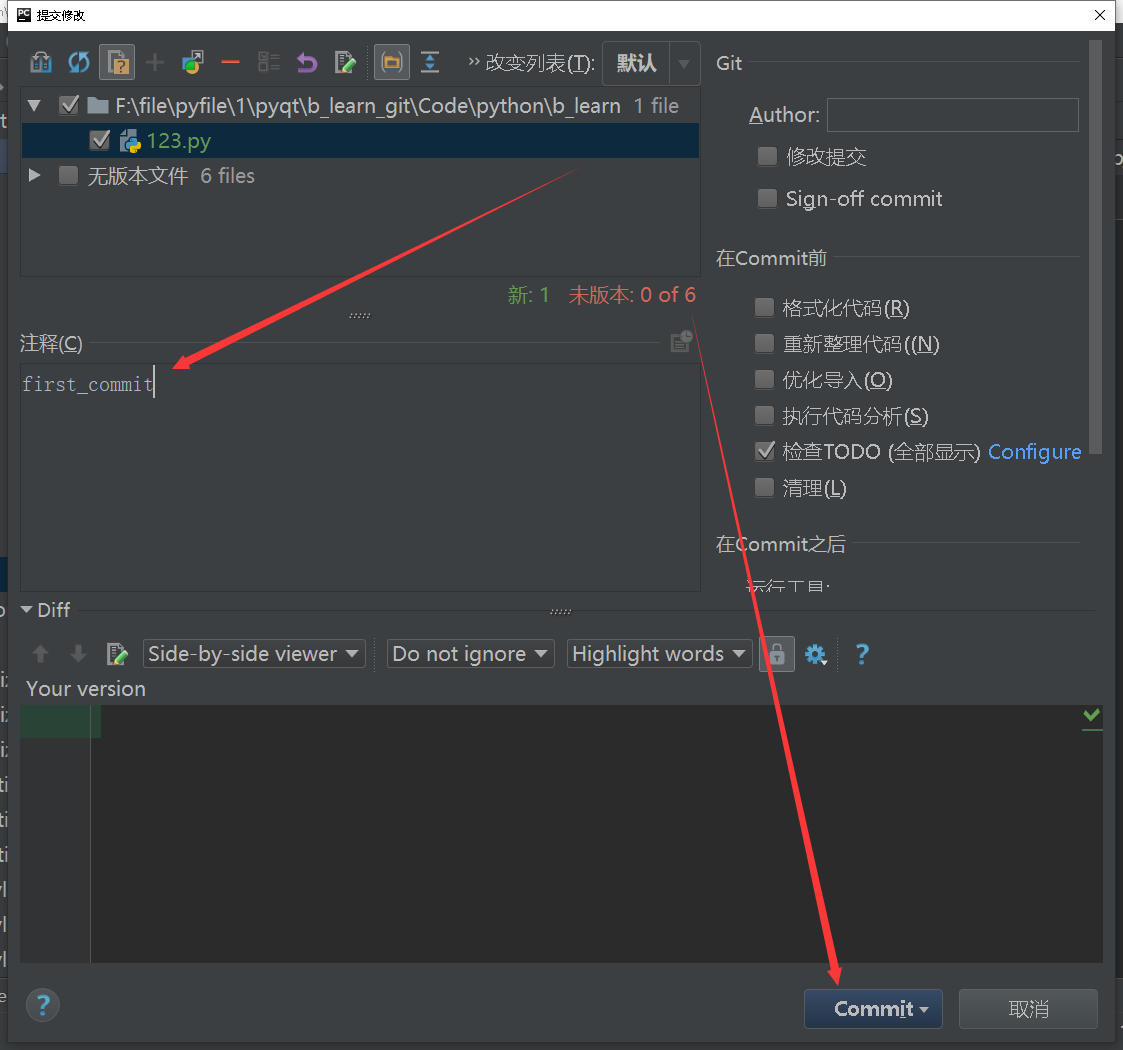 提交修改
改变列表(T): 默认
F:\file\pyfile\1\pyqt\b_learn_git\Code\python\b_learn 1 file
123.py
无版本文件 6 files
新: 1 未版本: 0 of 6
注释(C)
first_commit
Git
Author:
修改提交
Sign-off commit
在Commit前
格式化代码(R)
重新整理代码((N)
优化导入(O)
执行代码分析(S)
检查TODO (全部显示) Configure
清理(L)
在Commit之后
运行工具:
Diff
Side-by-side viewer Do not ignore Highlight words ?
Your version
? Commit 取消